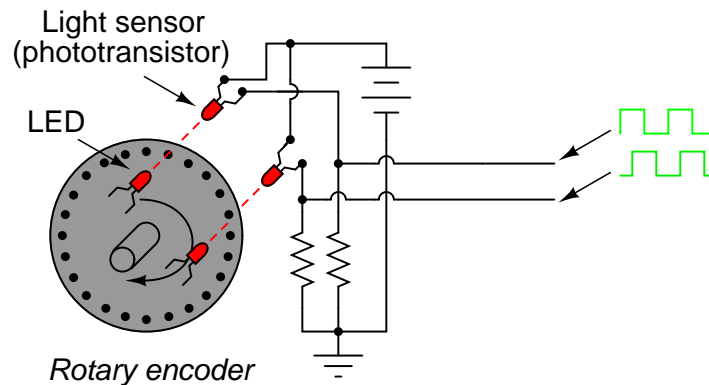 Light sensor
(phototransistor)
LED
Rotary encoder